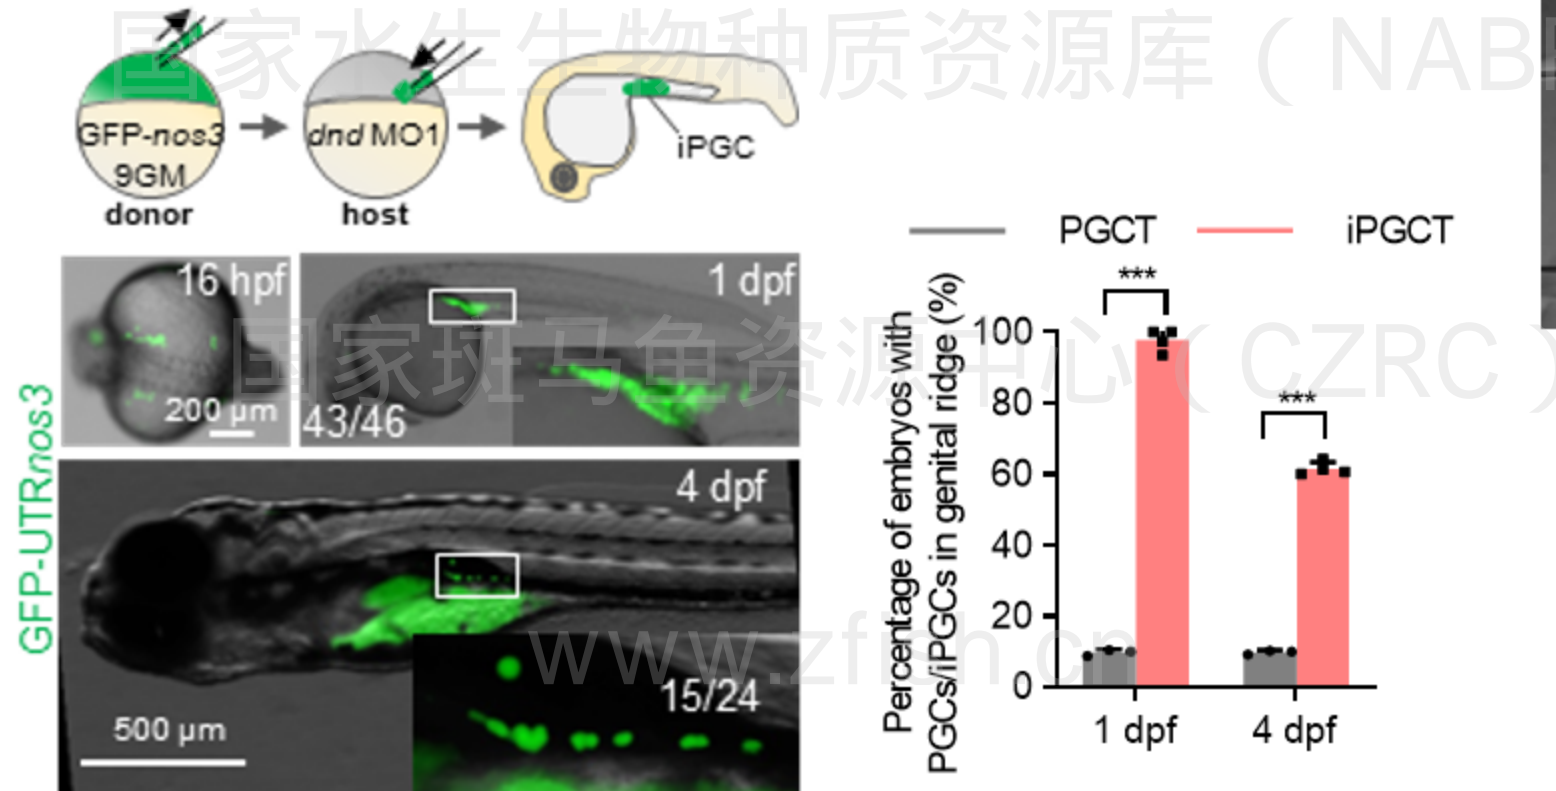 国家水生生物种质资源库（NAB
GFP-nos3
9GM
donor
dnd MO1
host
iPGC
16 hpf
200 µm
1 dpf
43/46
国家斑马鱼资源中心（CZRC）
GFP-UTRnos3
4 dpf
15/24
500 µm
www.zfish.cn
PGCT
iPGCT
***
***
Percentage of embryos with
PGCs/iPGCs in genital ridge (%)
100
80
60
40
20
0
1 dpf
4 dpf